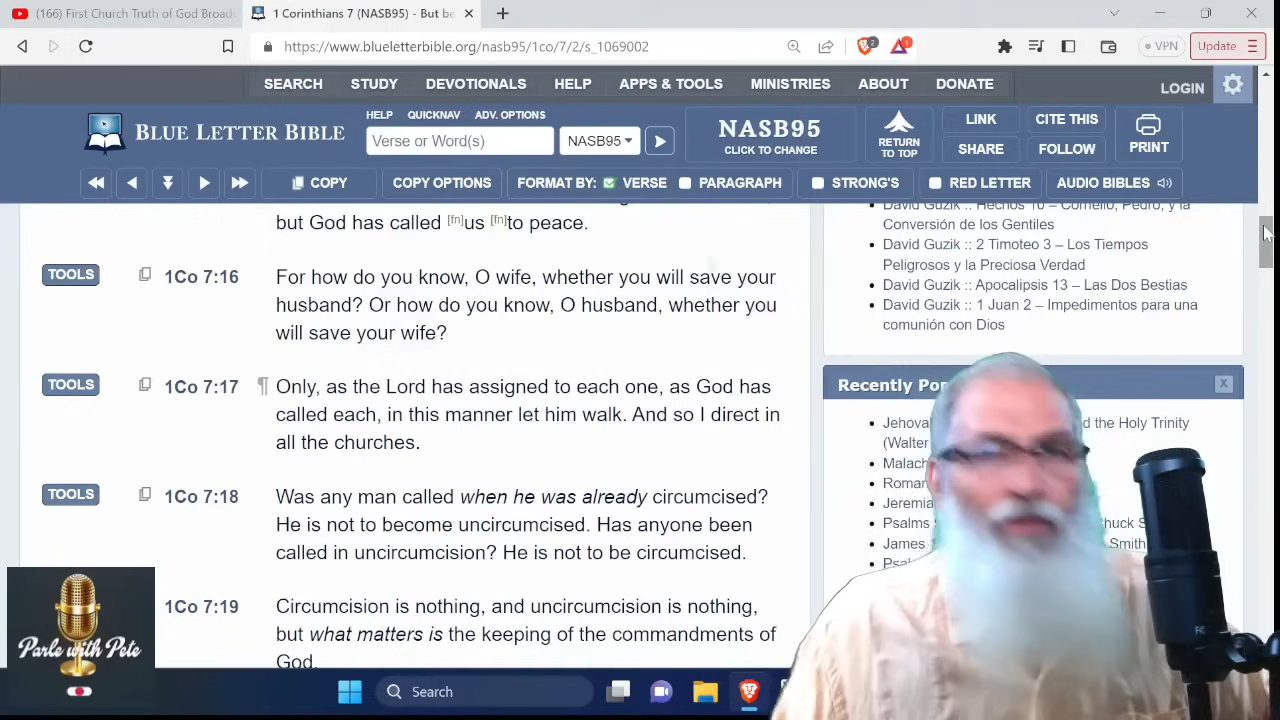 (166) First Church Truth of God Broad
1 Corinthians 7 (NASB95) - But be
https://www.blueletterbible.org/nasb95/1co/7/2/s_1069002
2
1
VPN
Update
SEARCH STUDY DEVOTIONALS HELP APPS & TOOLS MINISTRIES ABOUT DONATE
LOGIN
BLUE LETTER BIBLE
HELP QUICKNAV ADV. OPTIONS
Verse or Word(s)
NASB95
NASB95
CLICK TO CHANGE
RETURN
TO TOP
LINK
CITE THIS
SHARE
FOLLOW
PRINT
COPY
COPY OPTIONS
FORMAT BY: VERSE PARAGRAPH
STRONG'S
RED LETTER
AUDIO BIBLES
but God has called [fn]us [fn]to peace.
TOOLS 1Co 7:16 For how do you know, O wife, whether you will save your
husband? Or how do you know, O husband, whether you
will save your wife?
TOOLS 1Co 7:17 ¶ Only, as the Lord has assigned to each one, as God has
called each, in this manner let him walk. And so I direct in
all the churches.
TOOLS 1Co 7:18 Was any man called when he was already circumcised?
He is not to become uncircumcised. Has anyone been
called in uncircumcision? He is not to be circumcised.
1Co 7:19 Circumcision is nothing, and uncircumcision is nothing,
but what matters is the keeping of the commandments of
God.
David Guzik :: Hechos 10 – Cornelio, Pedro, y la
Conversión de los Gentiles
David Guzik :: 2 Timoteo 3 – Los Tiempos
Peligrosos y la Preciosa Verdad
David Guzik :: Apocalipsis 13 – Las Dos Bestias
David Guzik :: 1 Juan 2 – Impedimentos para una
comunión con Dios
Recently Po
Jehova d the Holy Trinity
(Walter
Malach
Roman
Jeremia
Psalms Chuck S
James Smith
Psal
Parle with Pete
Search